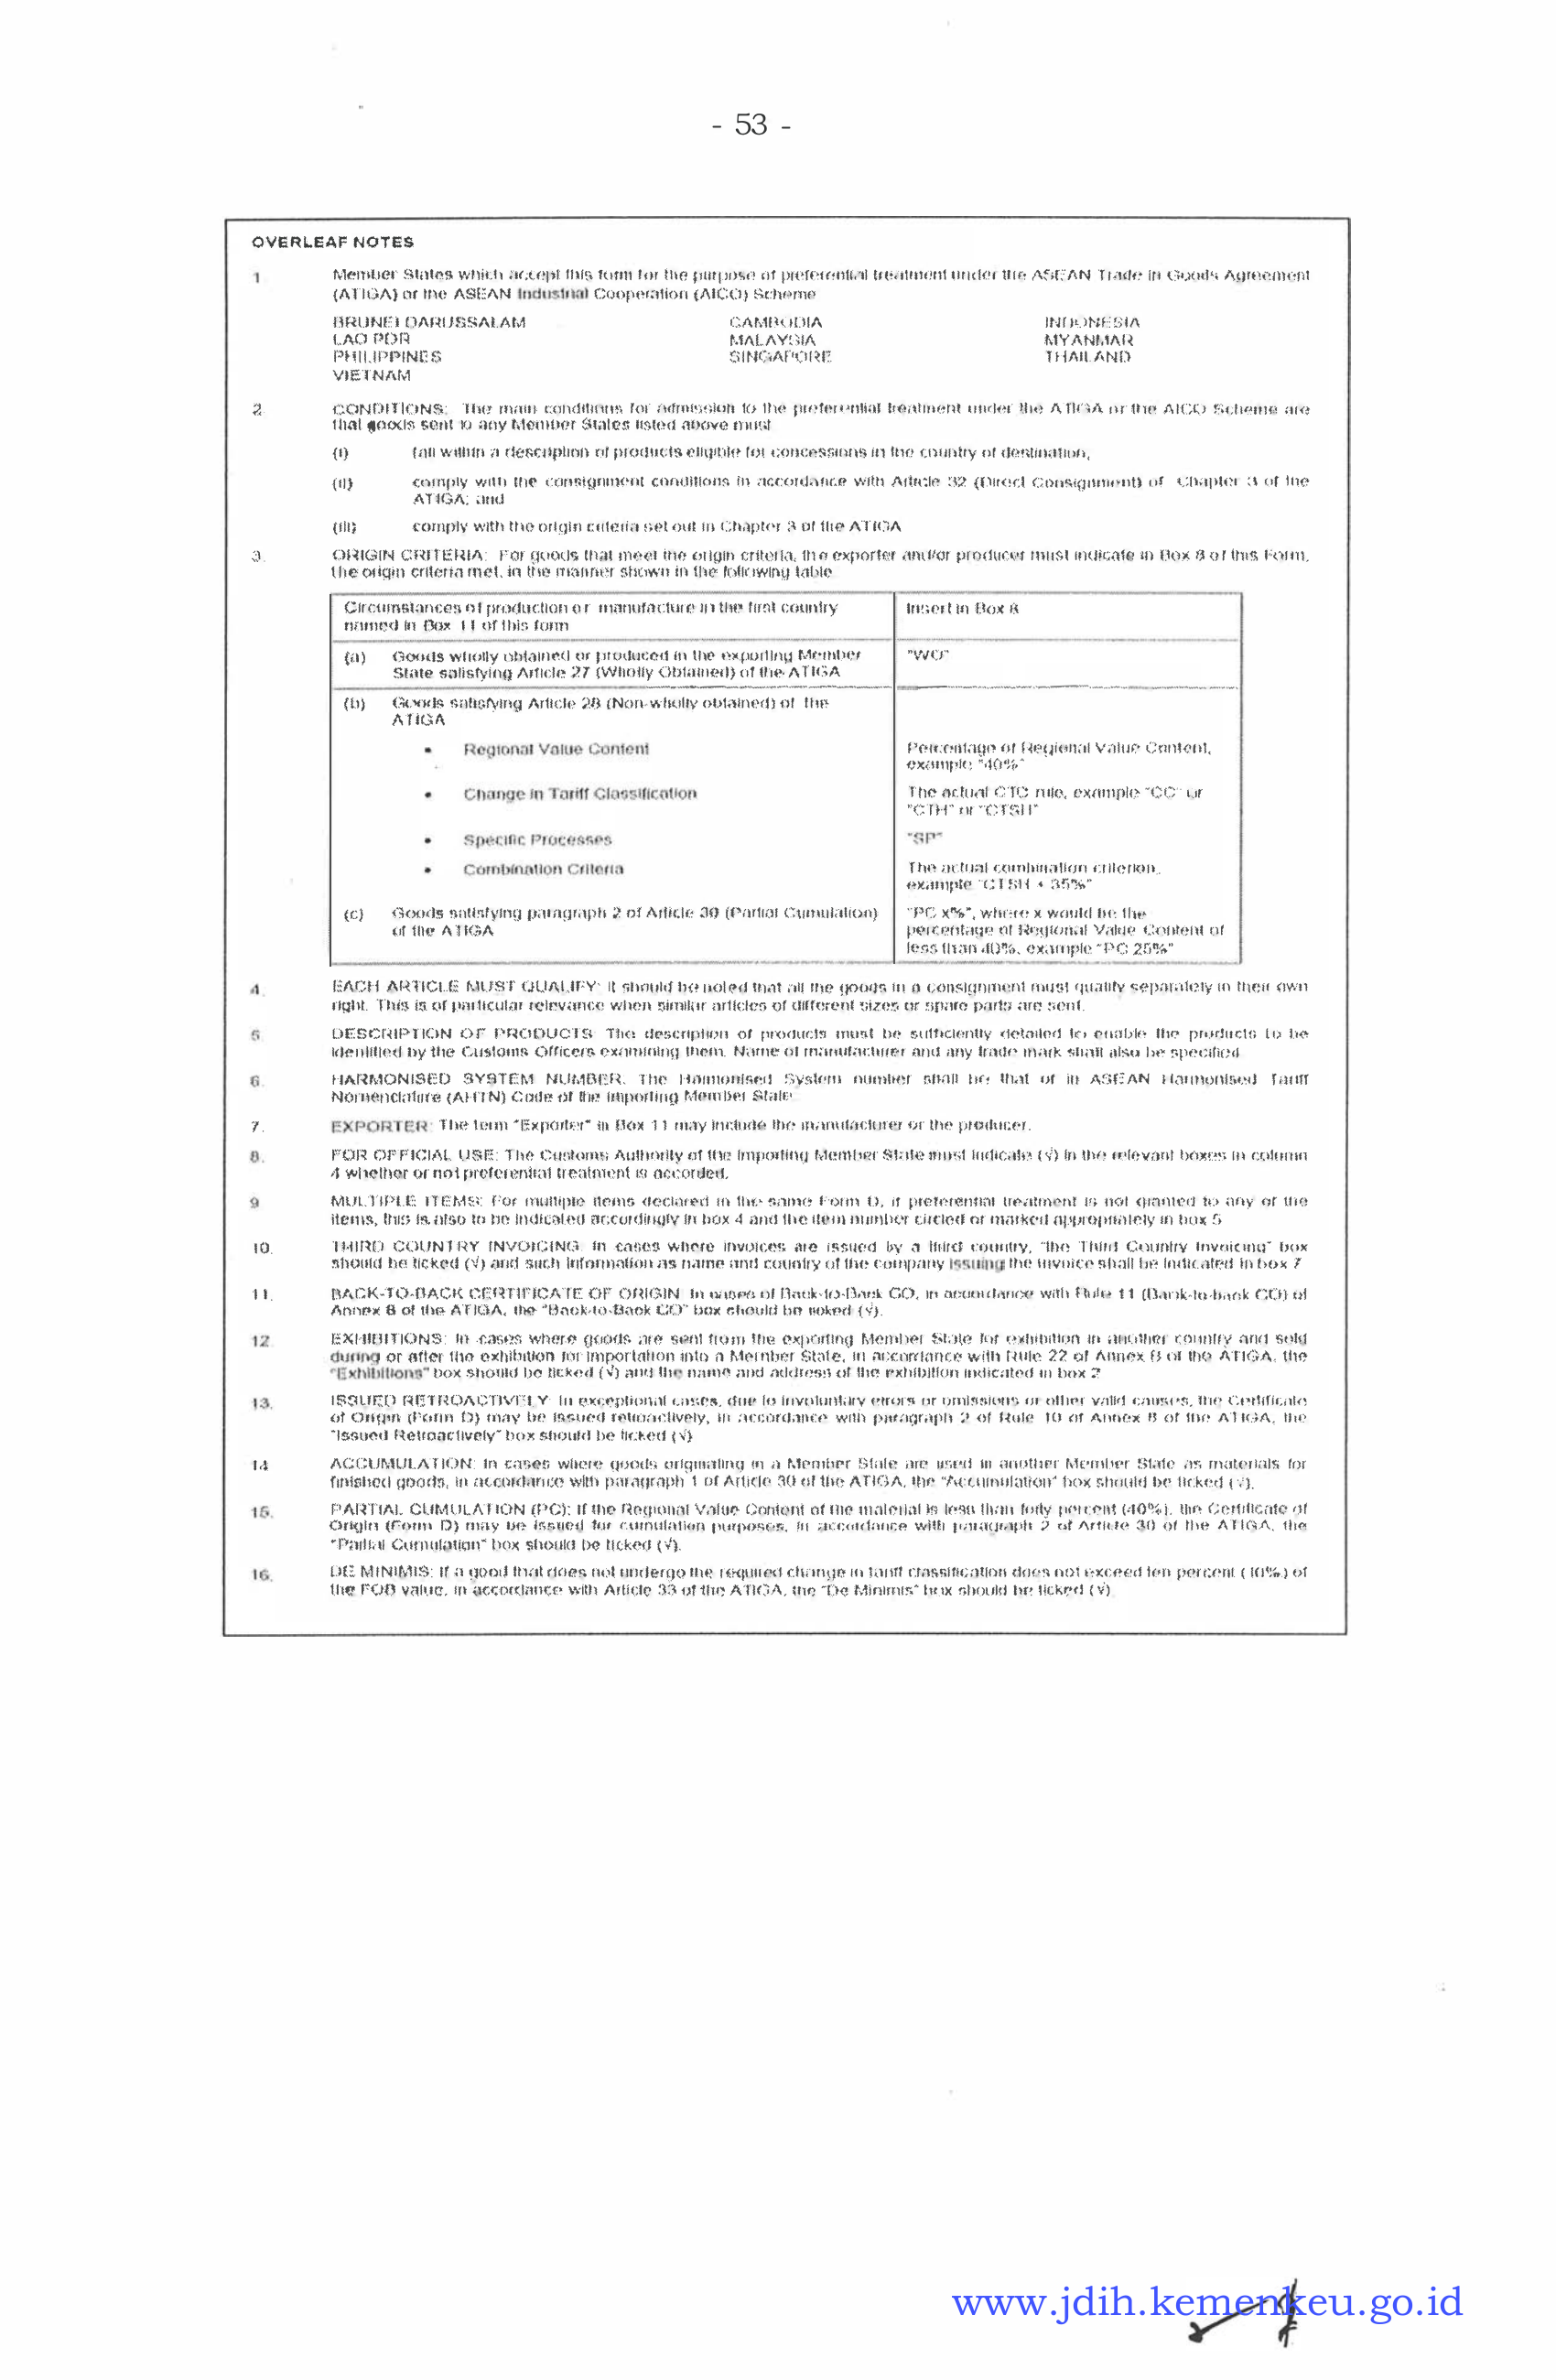 - 53 -
OVERLEAF NOTES
1. Member States which accept this form for the purpose of preferential treatment under the ASEAN Trade in Goods Agreement
(ATIGA) or the ASEAN Industrial Cooperation (AICO) Scheme
BRUNEI DARUSSALAM CAMBODIA INDONESIA
LAO PDR MALAYSIA MYANMAR
PHILIPPINES SINGAPORE THAILAND
VIETNAM
2. CONDITIONS: The main conditions for admission to the preferential treatment under the ATIGA or the AICO Scheme are
that goods sent to any Member States listed above must
(i) fall within a description of products eligible for concessions in the country of destination;
(ii) comply with the consignment conditions in accordance with Article 32 (Direct Consignment) of Chapter 3 of the
ATIGA; and
(iii) comply with the origin criteria set out in Chapter 3 of the ATIGA
3. ORIGIN CRITERIA: For goods that meet the origin criteria, the exporter and/or producer must indicate in Box 8 of this Form,
the origin criteria met, in the manner shown in the following table
Circumstances of production or manufacture in the first country Insert in Box 8
named in Box 11 of this form
(a) Goods wholly obtained or produced in the exporting Member "WO"
State satisfying Article 27 (Wholly Obtained) of the ATIGA
(b) Goods satisfying Article 28 (Non-wholly obtained) of the
ATIGA
• Regional Value Content Percentage of Regional Value Content,
example "40%"
• Change in Tariff Classification The actual CTC rule, example "CC" or
"CTH" or "CTSH"
• Specific Processes "SP"
• Combination Criteria The actual combination criterion,
example "CTSH + 35%"
(c) Goods satisfying paragraph 2 of Article 30 (Partial Cumulation) "PC x%", where x would be the
of the ATIGA percentage of Regional Value Content of
less than 40%, example "PC 25%"
4. EACH ARTICLE MUST QUALIFY: It should be noted that all the goods in a consignment must qualify separately in their own
right. This is of particular relevance when similar articles of different sizes or spare parts are sent.
5. DESCRIPTION OF PRODUCTS: The description of products must be sufficiently detailed to enable the products to be
identified by the Customs Officers examining them. Name of manufacturer and any trade mark shall also be specified.
6. HARMONISED SYSTEM NUMBER: The Harmonised System number shall be that of in ASEAN Harmonised Tariff
Nomenclature (AHTN) Code of the importing Member State
7. EXPORTER: The term "Exporter" in Box 11 may include the manufacturer or the producer.
8. FOR OFFICIAL USE: The Customs Authority of the Importing Member State must indicate (√) in the relevant boxes in column
4 whether or not preferential treatment is accorded.
9 MULTIPLE ITEMS: For multiple items declared in the same Form D, if preferential treatment is not granted to any of the
items, this is also to be indicated accordingly in box 4 and the item number circled or marked appropriately in box 5
10. THIRD COUNTRY INVOICING: In cases where invoices are issued by a third country, "the Third Country Invoicing" box
should be ticked (√) and such information as name and country of the company issuing the invoice shall be indicated in box 7
11. BACK-TO-BACK CERTIFICATE OF ORIGIN: In cases of Back-to-Back CO, in accordance with Rule 11 (Back-to-back CO) of
Annex 8 of the ATIGA, the "Back-to-Back CO" box should be ticked (√).
12 EXHIBITIONS: In cases where goods are sent from the exporting Member State for exhibition in another country and sold
during or after the exhibition for importation into a Member State, in accordance with Rule 22 of Annex 8 of the ATIGA, the
"Exhibitions" box should be ticked (√) and the name and address of the exhibition indicated in box 2
13. ISSUED RETROACTIVELY: In exceptional cases, due to involuntary errors or omissions or other valid causes, the Certificate
of Origin (Form D) may be issued retroactively, in accordance with paragraph 2 of Rule 10 of Annex 8 of the ATIGA, the
"Issued Retroactively" box should be ticked (√)
14 ACCUMULATION: In cases where goods originating in a Member State are used in another Member State as materials for
finished goods, in accordance with paragraph 1 of Article 30 of the ATIGA, the "Accumulation" box should be ticked (√).
15. PARTIAL CUMULATION (PC): If the Regional Value Content of the material is less than forty percent (40%), the Certificate of
Origin (Form D) may be issued for cumulation purposes, in accordance with paragraph 2 of Article 30 of the ATIGA, the
"Partial Cumulation" box should be ticked (√).
16. DE MINIMIS: If a good that does not undergo the required change in tariff classification does not exceed ten percent (10%) of
the FOB value, in accordance with Article 33 of the ATIGA, the "De Minimis" box should be ticked (√)
www.jdih.kemenkeu.go.id